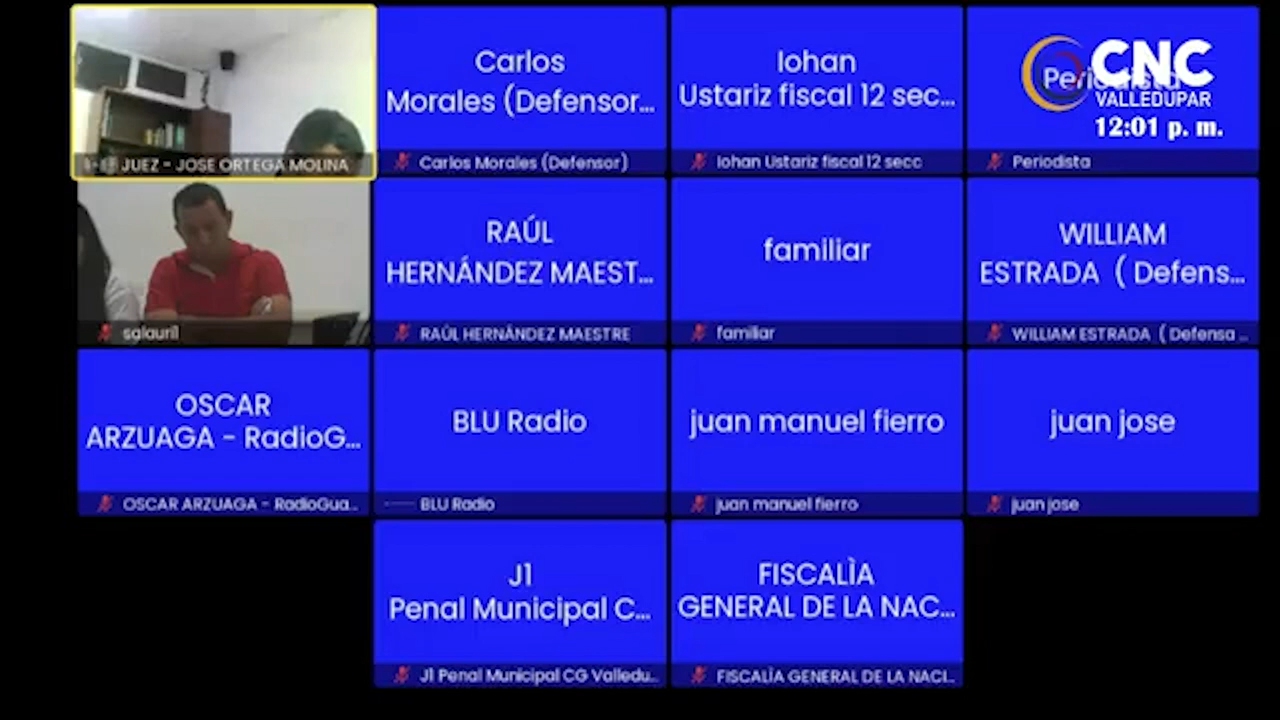 JUEZ - JOSE ORTEGA MOLINA
Carlos
Morales (Defensor...
Carlos Morales (Defensor)
Iohan
Ustariz fiscal 12 sec...
Iohan Ustariz fiscal 12 secc
CNC
VALLEDUPAR
12:01 p. m.
Periodista
salauri1
RAÚL
HERNÁNDEZ MAEST...
RAÚL HERNÁNDEZ MAESTRE
familiar
familiar
WILLIAM
ESTRADA ( Defens...
WILLIAM ESTRADA ( Defensa ...
OSCAR
ARZUAGA - RadioG...
OSCAR ARZUAGA - RadioGua...
BLU Radio
BLU Radio
juan manuel fierro
juan manuel fierro
juan jose
juan jose
J1
Penal Municipal C...
J1 Penal Municipal CG Valledu...
FISCALÌA
GENERAL DE LA NAC...
FISCALÌA GENERAL DE LA NACI...